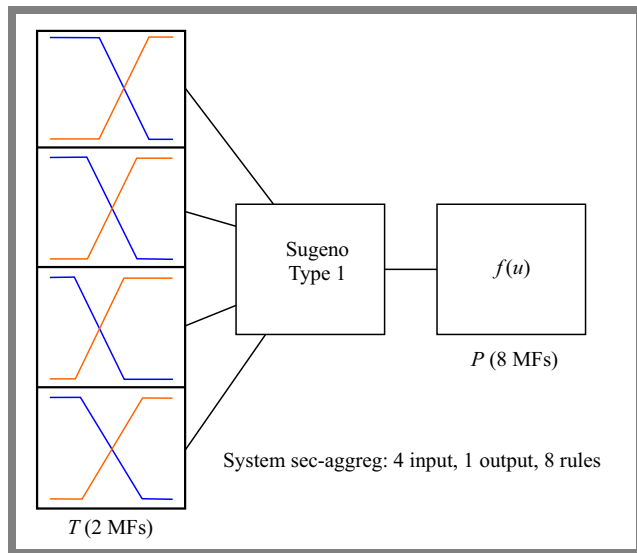 Sugeno
Type 1
f(u)
P (8 MFs)
System sec-aggreg: 4 input, 1 output, 8 rules
T (2 MFs)